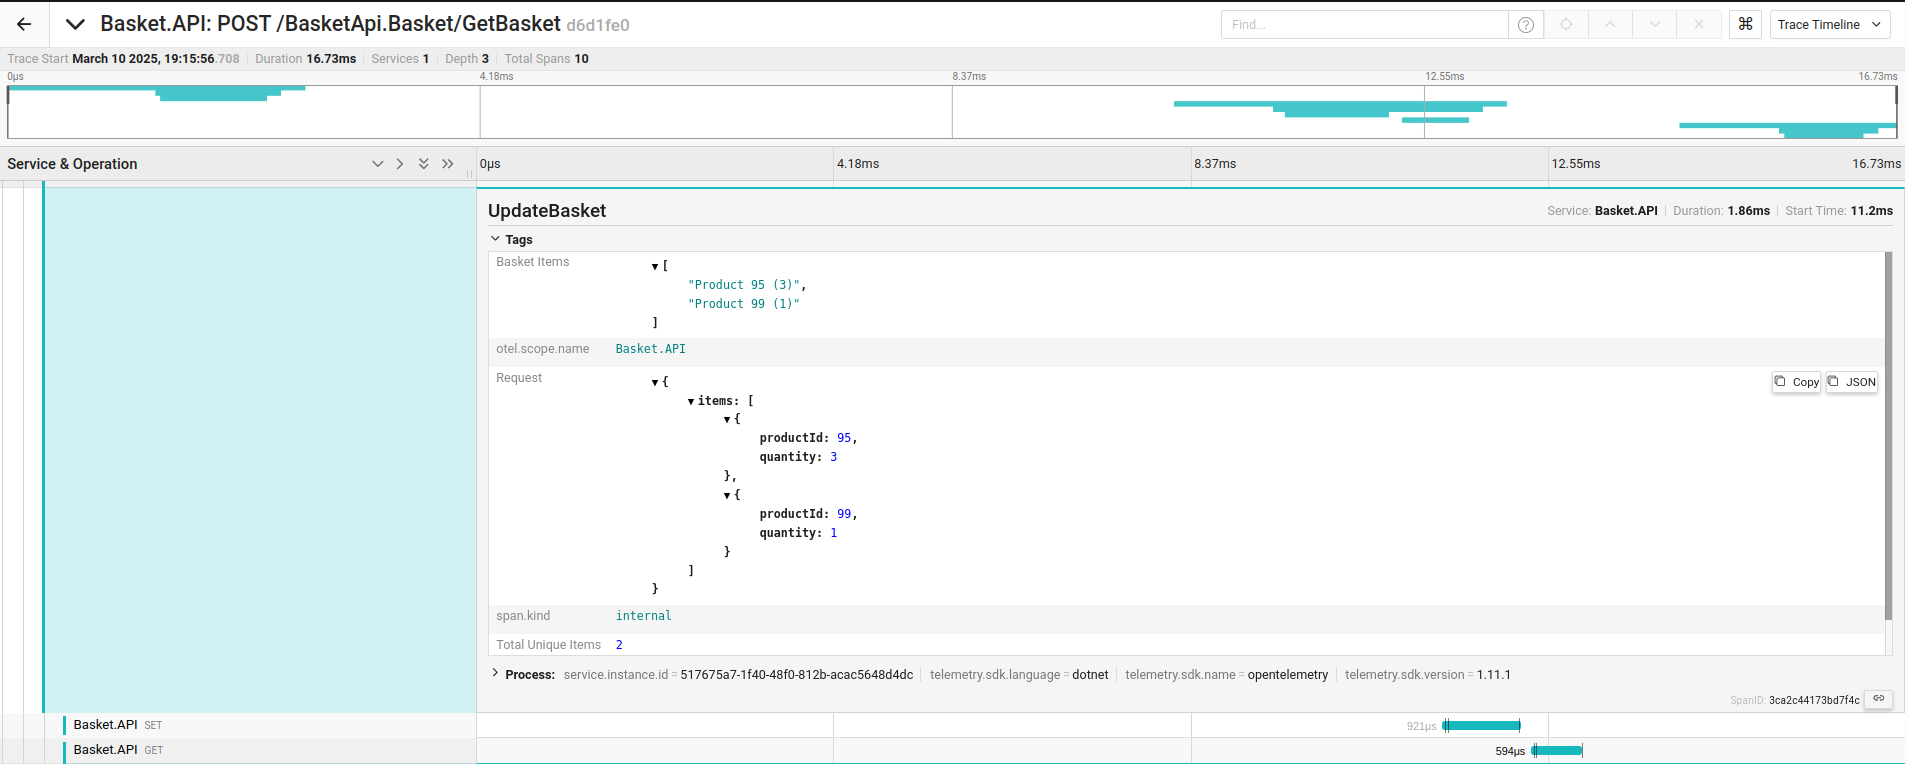 Basket.API: POST /BasketApi.Basket/GetBasket d6d1fe0 Find... Trace Timeline
Trace Start March 10 2025, 19:15:56.708 Duration 16.73ms Services 1 Depth 3 Total Spans 10
0μs 4.18ms 8.37ms 12.55ms 16.73ms
Service & Operation 0μs 4.18ms 8.37ms 12.55ms 16.73ms
UpdateBasket Service: Basket.API Duration: 1.86ms Start Time: 11.2ms
Tags
Basket Items [
"Product 95 (3)",
"Product 99 (1)"
]
otel.scope.name Basket.API
Request { Copy JSON
items: [
{
productId: 95,
quantity: 3
},
{
productId: 99,
quantity: 1
}
]
}
span.kind internal
Total Unique Items 2
Process: service.instance.id = 517675a7-1f40-48f0-812b-acac5648d4dc telemetry.sdk.language = dotnet telemetry.sdk.name = opentelemetry telemetry.sdk.version = 1.11.1
SpanID: 3ca2c44173bd7f4c
Basket.API SET 921μs
Basket.API GET 594μs